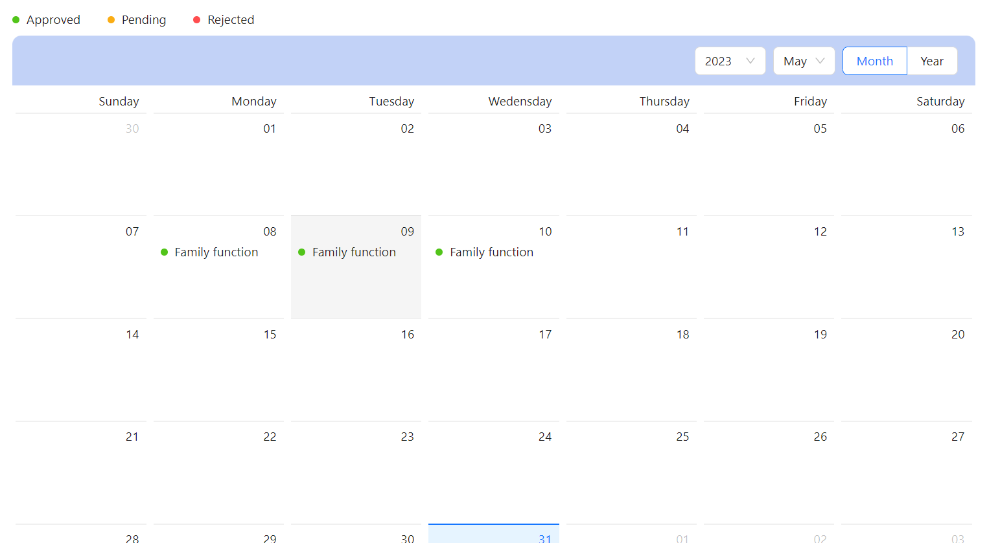 Approved Pending Rejected
2023 May Month Year
Sunday Monday Tuesday Wedensday Thursday Friday Saturday
30 01 02 03 04 05 06
07 08 09 10 11 12 13
Family function Family function Family function
14 15 16 17 18 19 20
21 22 23 24 25 26 27
28 29 30 31 01 02 03